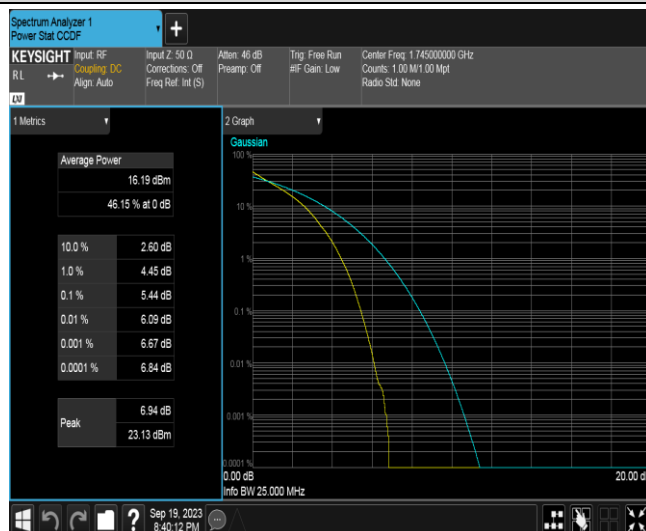 Spectrum Analyzer 1
Power Stat CCDF
+
KEYSIGHT
RL
LXI
Input: RF
Coupling: DC
Align: Auto
Input Z: 50 Ω
Corrections: Off
Freq Ref: Int (S)
Atten: 46 dB
Preamp: Off
Trig: Free Run
#IF Gain: Low
Center Freq: 1.745000000 GHz
Counts: 1.00 M/1.00 Mpt
Radio Std: None
1 Metrics
Average Power
16.19 dBm
46.15 % at 0 dB
10.0 % 2.60 dB
1.0 % 4.45 dB
0.1 % 5.44 dB
0.01 % 6.09 dB
0.001 % 6.67 dB
0.0001 % 6.84 dB
Peak
6.94 dB
23.13 dBm
2 Graph
Gaussian
100 %
10 %
1 %
0.1 %
0.01 %
0.001 %
0.0001 %
0.00 dB
20.00 d
Info BW 25.000 MHz
?
Sep 19, 2023
8:40:12 PM